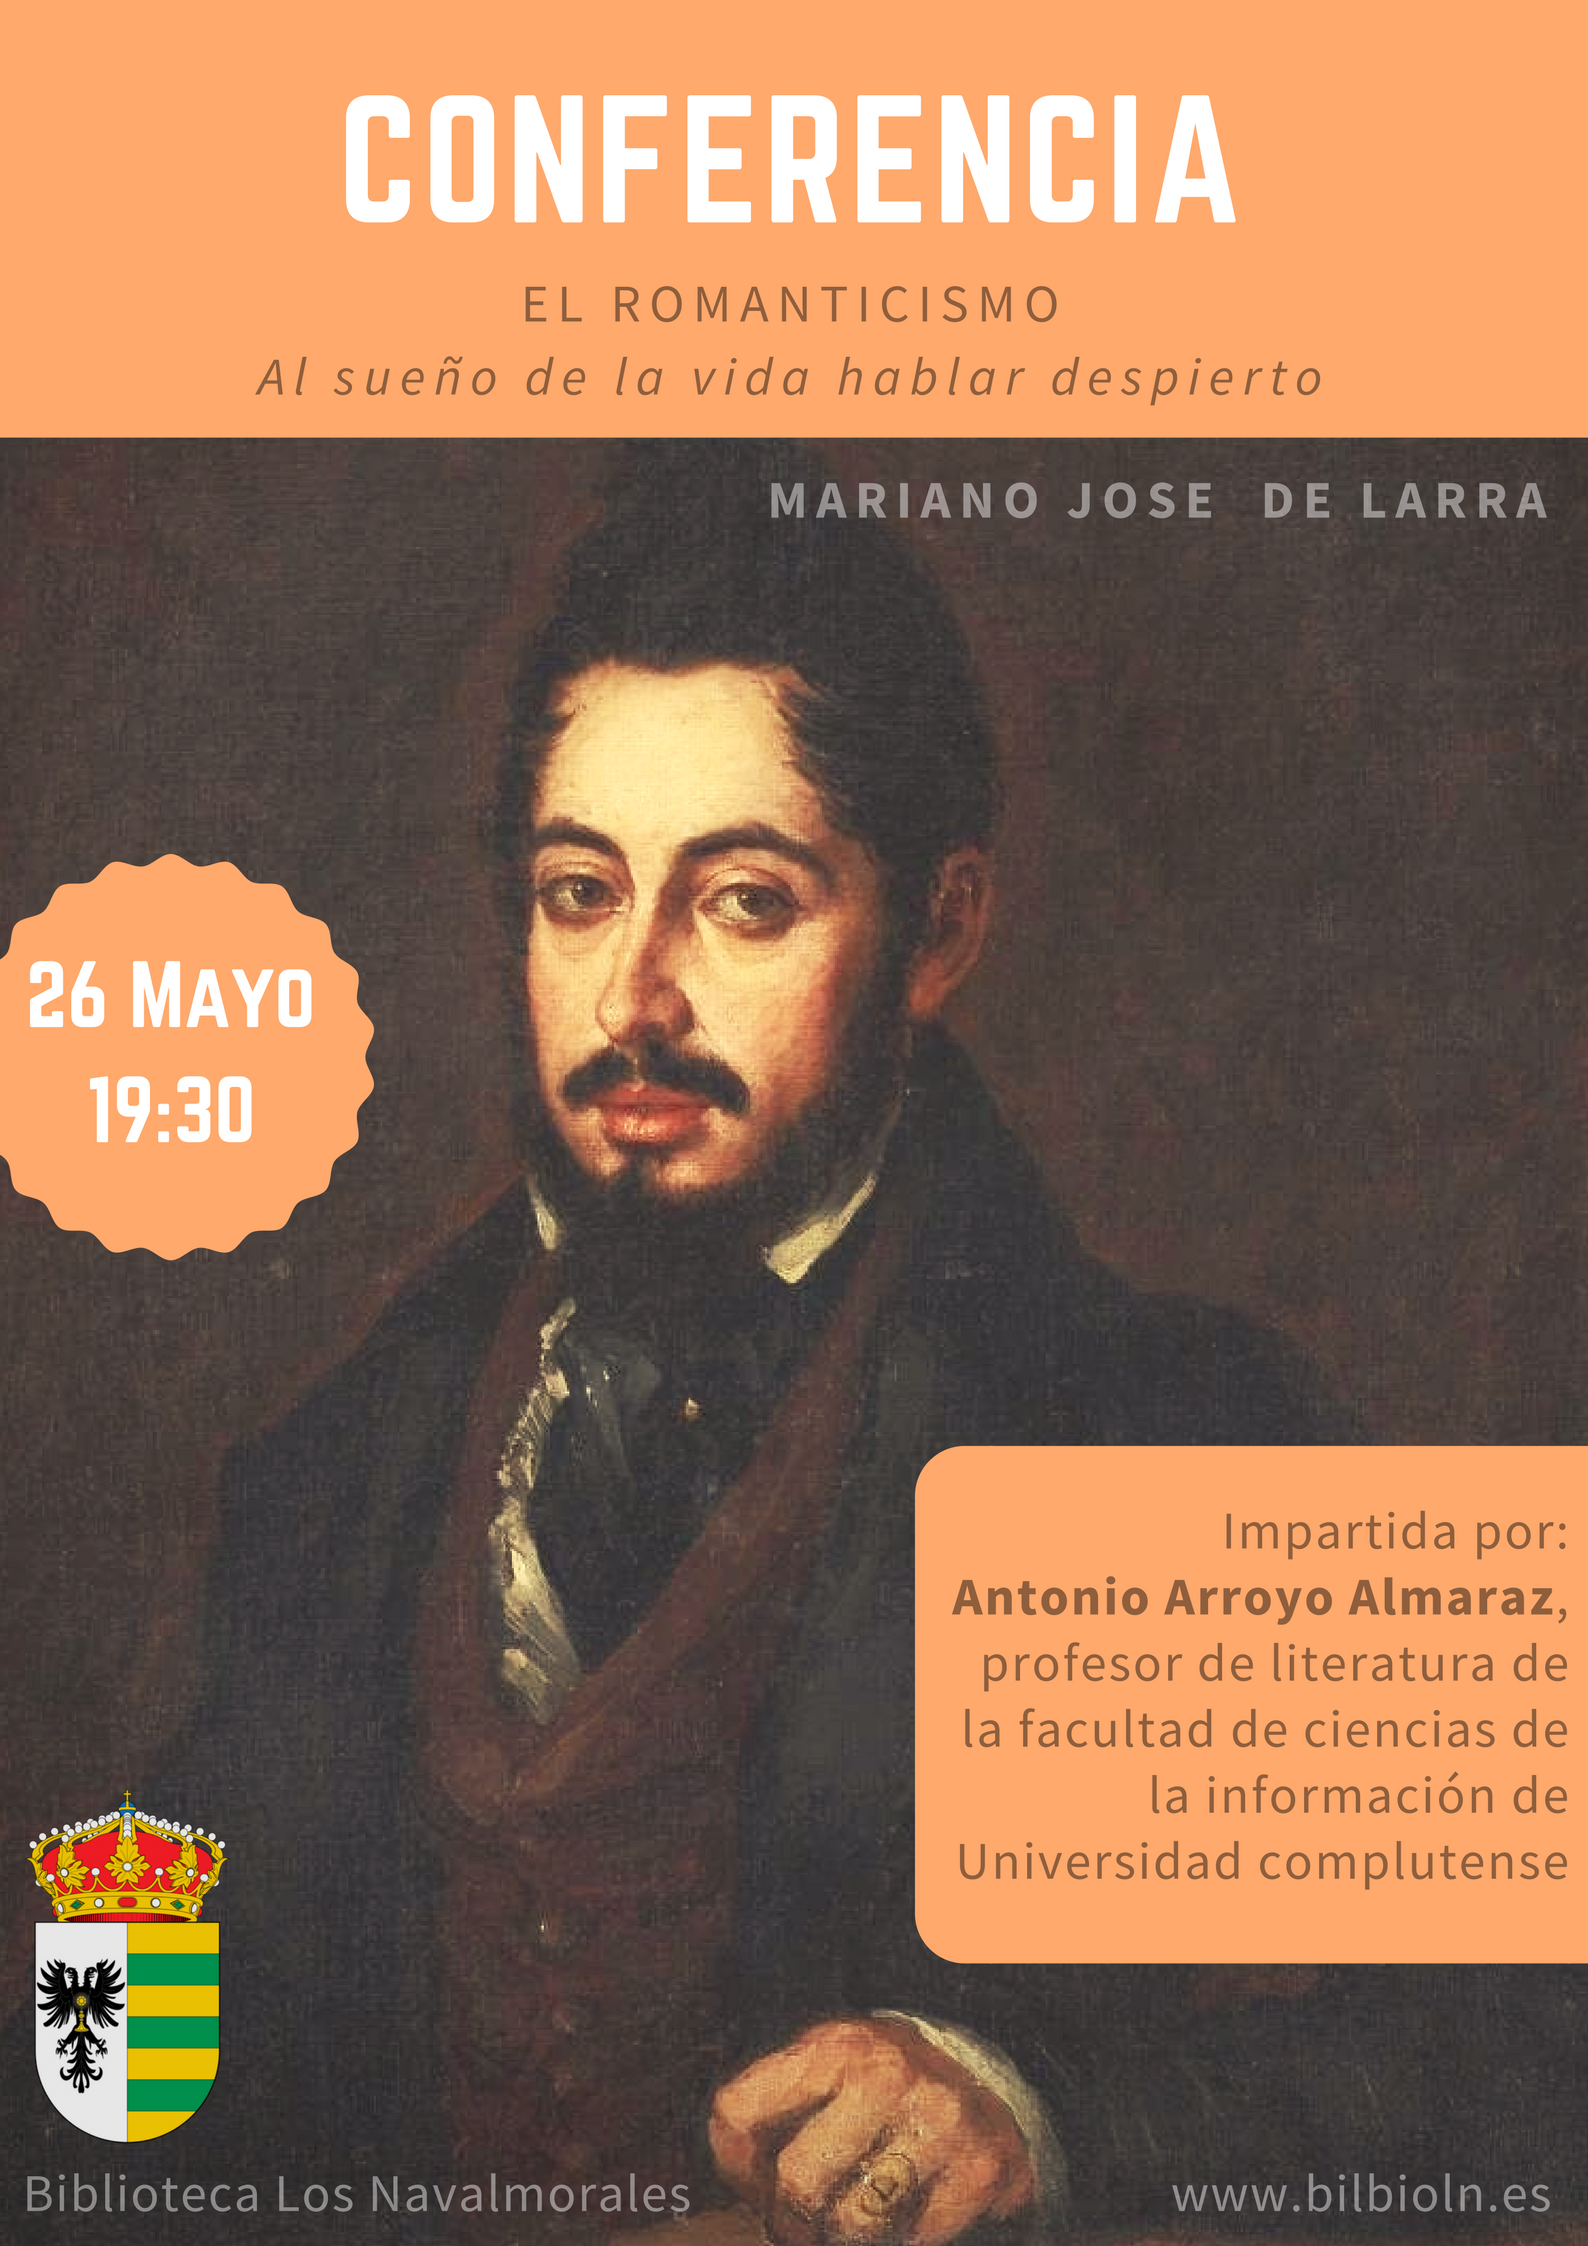 CONFERENCIA
EL ROMANTICISMO
Al sueño de la vida hablar despierto
MARIANO JOSE DE LARRA
26 MAYO
19:30
Impartida por:
Antonio Arroyo Almaraz,
profesor de literatura de
la facultad de ciencias de
la información de
Universidad complutense
Biblioteca Los Navalmorales
www.bilbioln.es